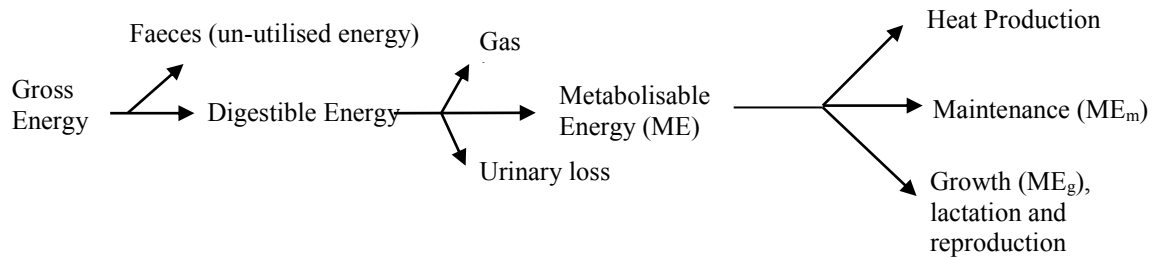 Gross
Energy
Faeces (un-utilised energy)
Digestible Energy
Gas
Urinary loss
Metabolisable
Energy (ME)
Heat Production
Maintenance (MEm)
Growth (MEg),
lactation and
reproduction